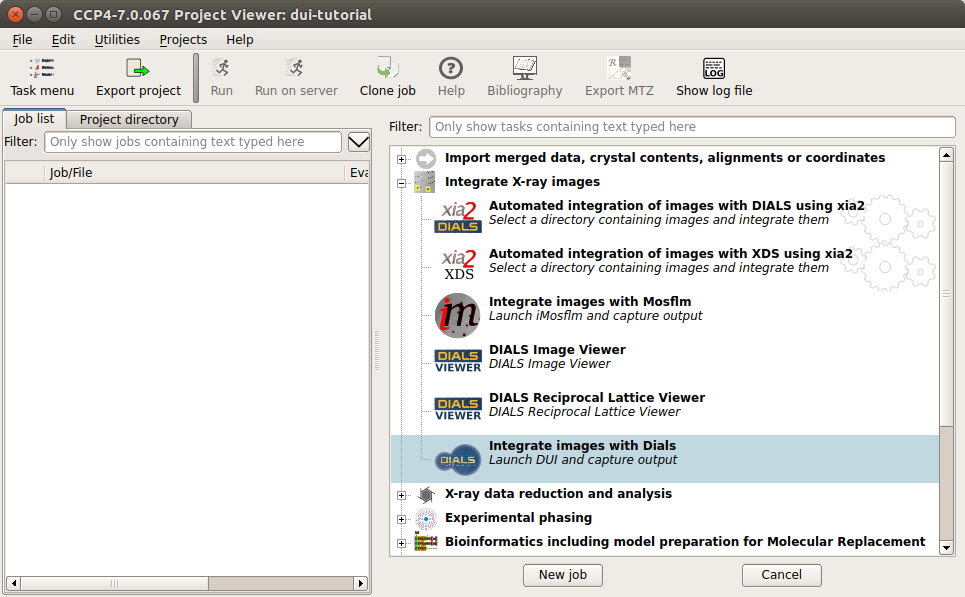 CCP4-7.0.067 Project Viewer: dui-tutorial
File Edit Utilities Projects Help
Task menu Export project Run Run on server Clone job Help Bibliography Export MTZ Show log file
LOG
Job list Project directory
Filter: Only show jobs containing text typed here
Job/File Eva
Filter: Only show tasks containing text typed here
Import merged data, crystal contents, alignments or coordinates
Integrate X-ray images
xia2 DIALS
Automated integration of images with DIALS using xia2
Select a directory containing images and integrate them
xia2 XDS
Automated integration of images with XDS using xia2
Select a directory containing images and integrate them
im
Integrate images with Mosflm
Launch iMosflm and capture output
DIALS VIEWER
DIALS Image Viewer
DIALS Image Viewer
DIALS VIEWER
DIALS Reciprocal Lattice Viewer
DIALS Reciprocal Lattice Viewer
DIALS
Integrate images with Dials
Launch DUI and capture output
X-ray data reduction and analysis
Experimental phasing
Bioinformatics including model preparation for Molecular Replacement
New job Cancel